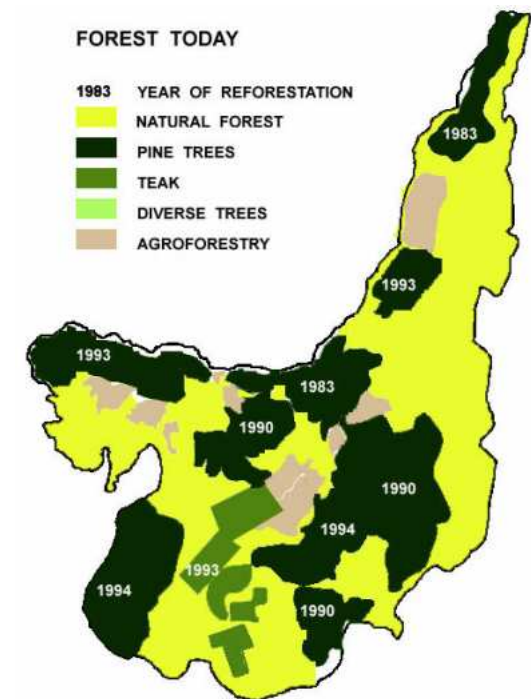 FOREST TODAY
1983 YEAR OF REFORESTATION
NATURAL FOREST
PINE TREES
TEAK
DIVERSE TREES
AGROFORESTRY
1983
1993
1993
1983
1990
1990
1994
1993
1994
1990